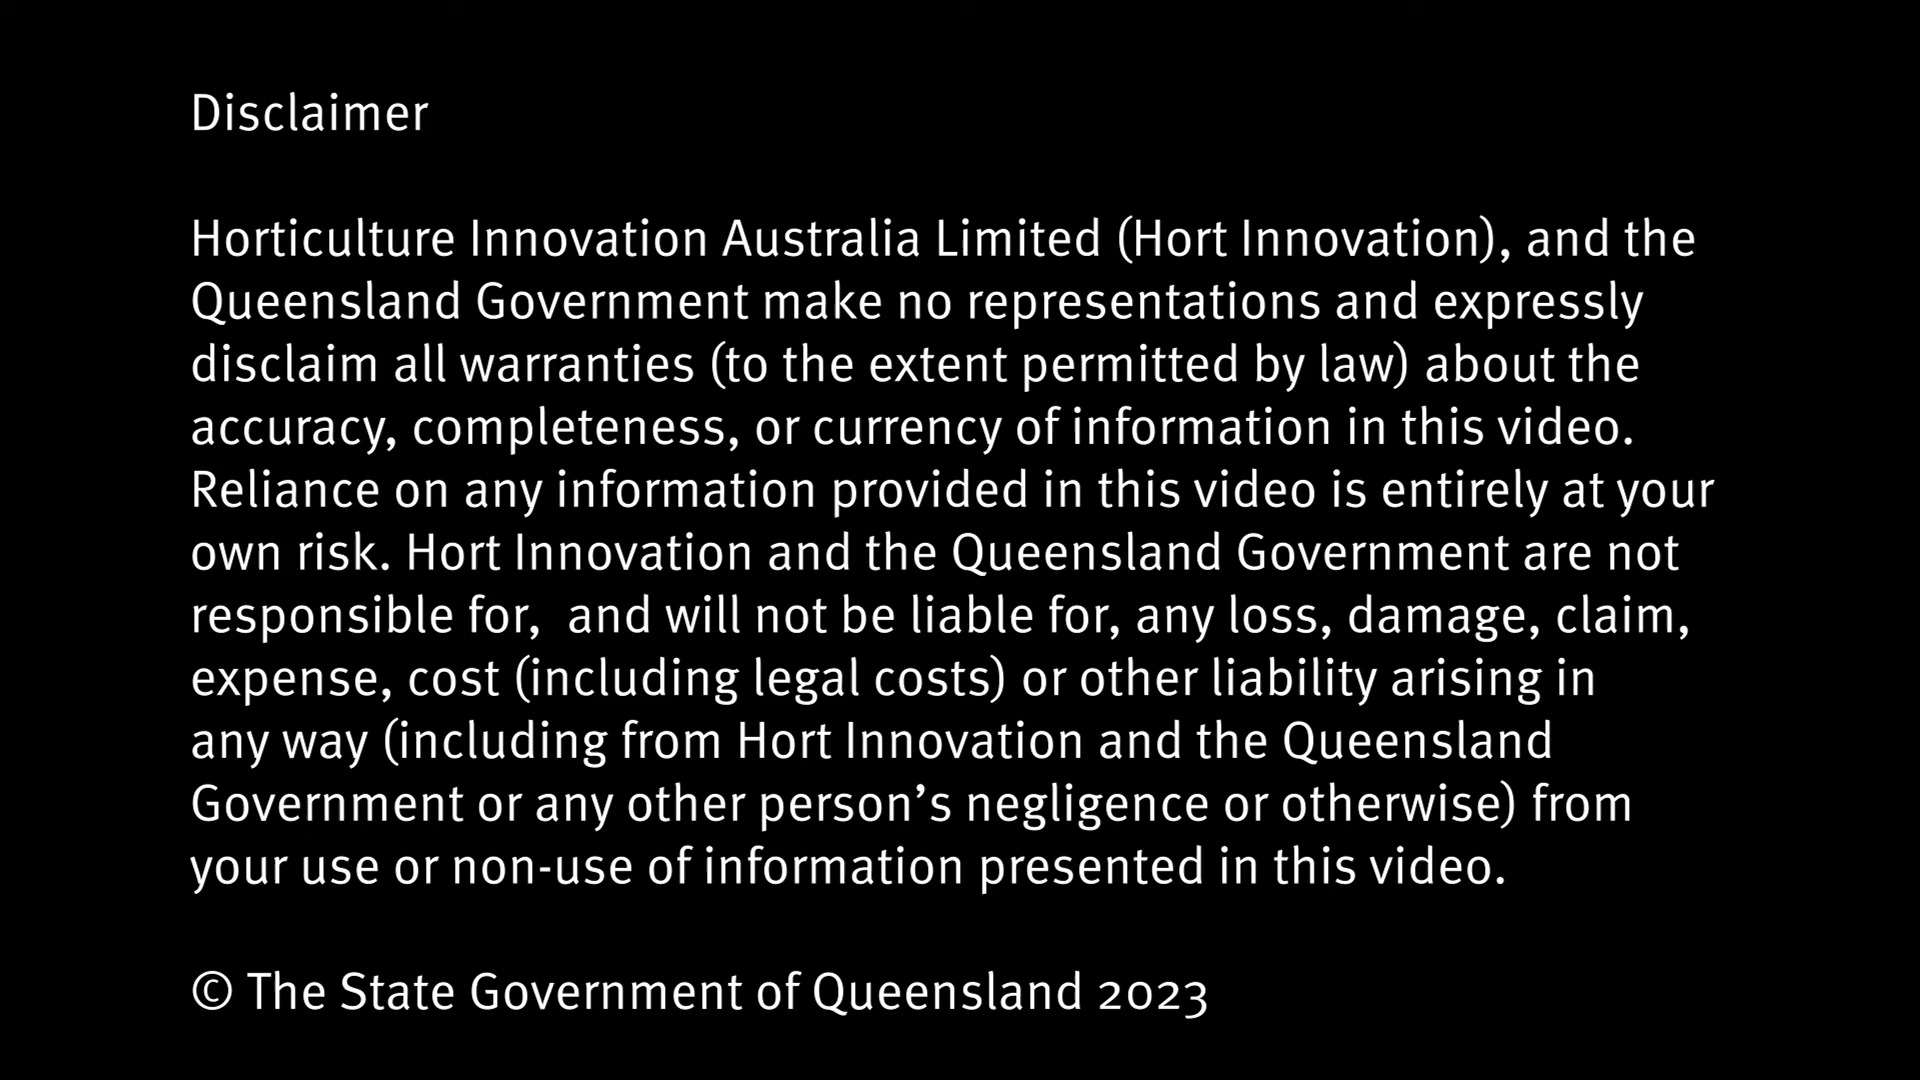 Disclaimer
Horticulture Innovation Australia Limited (Hort Innovation), and the
Queensland Government make no representations and expressly
disclaim all warranties (to the extent permitted by law) about the
accuracy, completeness, or currency of information in this video.
Reliance on any information provided in this video is entirely at your
own risk. Hort Innovation and the Queensland Government are not
responsible for,  and will not be liable for, any loss, damage, claim,
expense, cost (including legal costs) or other liability arising in
any way (including from Hort Innovation and the Queensland
Government or any other person’s negligence or otherwise) from
your use or non-use of information presented in this video.
© The State Government of Queensland 2023